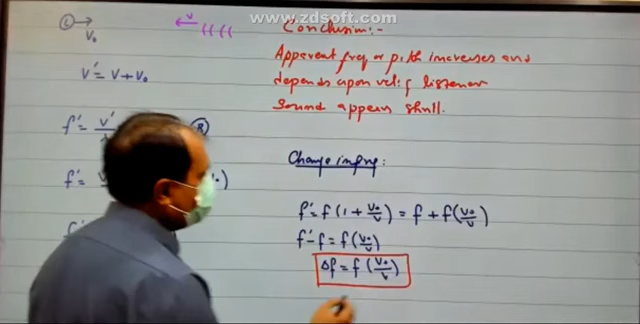 www.zdsoft.com
L → V₀
v
V' = V + V₀
f' = V'
f' =
f'
Conclusion:-
Apparent freq or pitch increases and
depends upon vel of listener
Sound appears shrill.
Change in freq:
f' = f (1 + V₀/V) = f + f (V₀/V)
f' - f = f (V₀/V)
Δf = f (V₀/V)